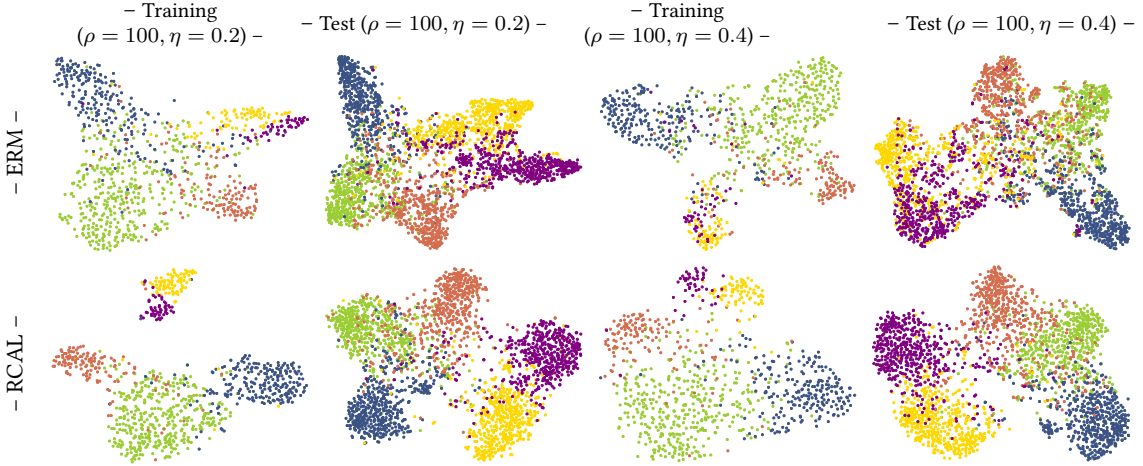 – Training
(ρ = 100, η = 0.2) –
– Test (ρ = 100, η = 0.2) –
– Training
(ρ = 100, η = 0.4) –
– Test (ρ = 100, η = 0.4) –
– ERM –
– RCAL –